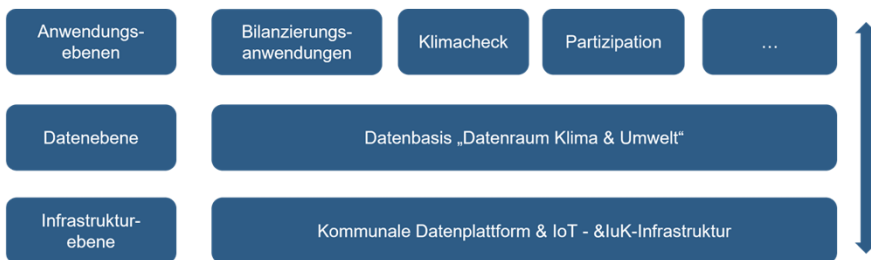 Anwendungs-
ebenen
Bilanzierungs-
anwendungen
Klimacheck
Partizipation
...
Datenebene
Datenbasis „Datenraum Klima & Umwelt“
Infrastruktur-
ebene
Kommunale Datenplattform & IoT - &IuK-Infrastruktur